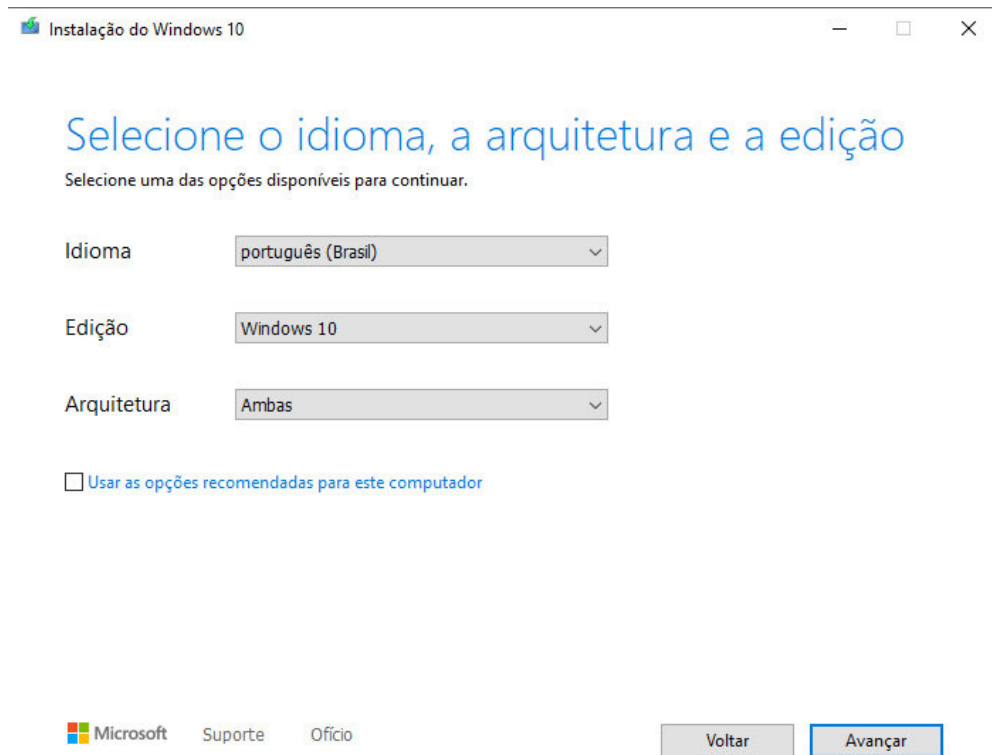 Instalação do Windows 10
Selecione o idioma, a arquitetura e a edição
Selecione uma das opções disponíveis para continuar.
Idioma português (Brasil)
Edição Windows 10
Arquitetura Ambas
Usar as opções recomendadas para este computador
Microsoft Suporte Ofício Voltar Avançar